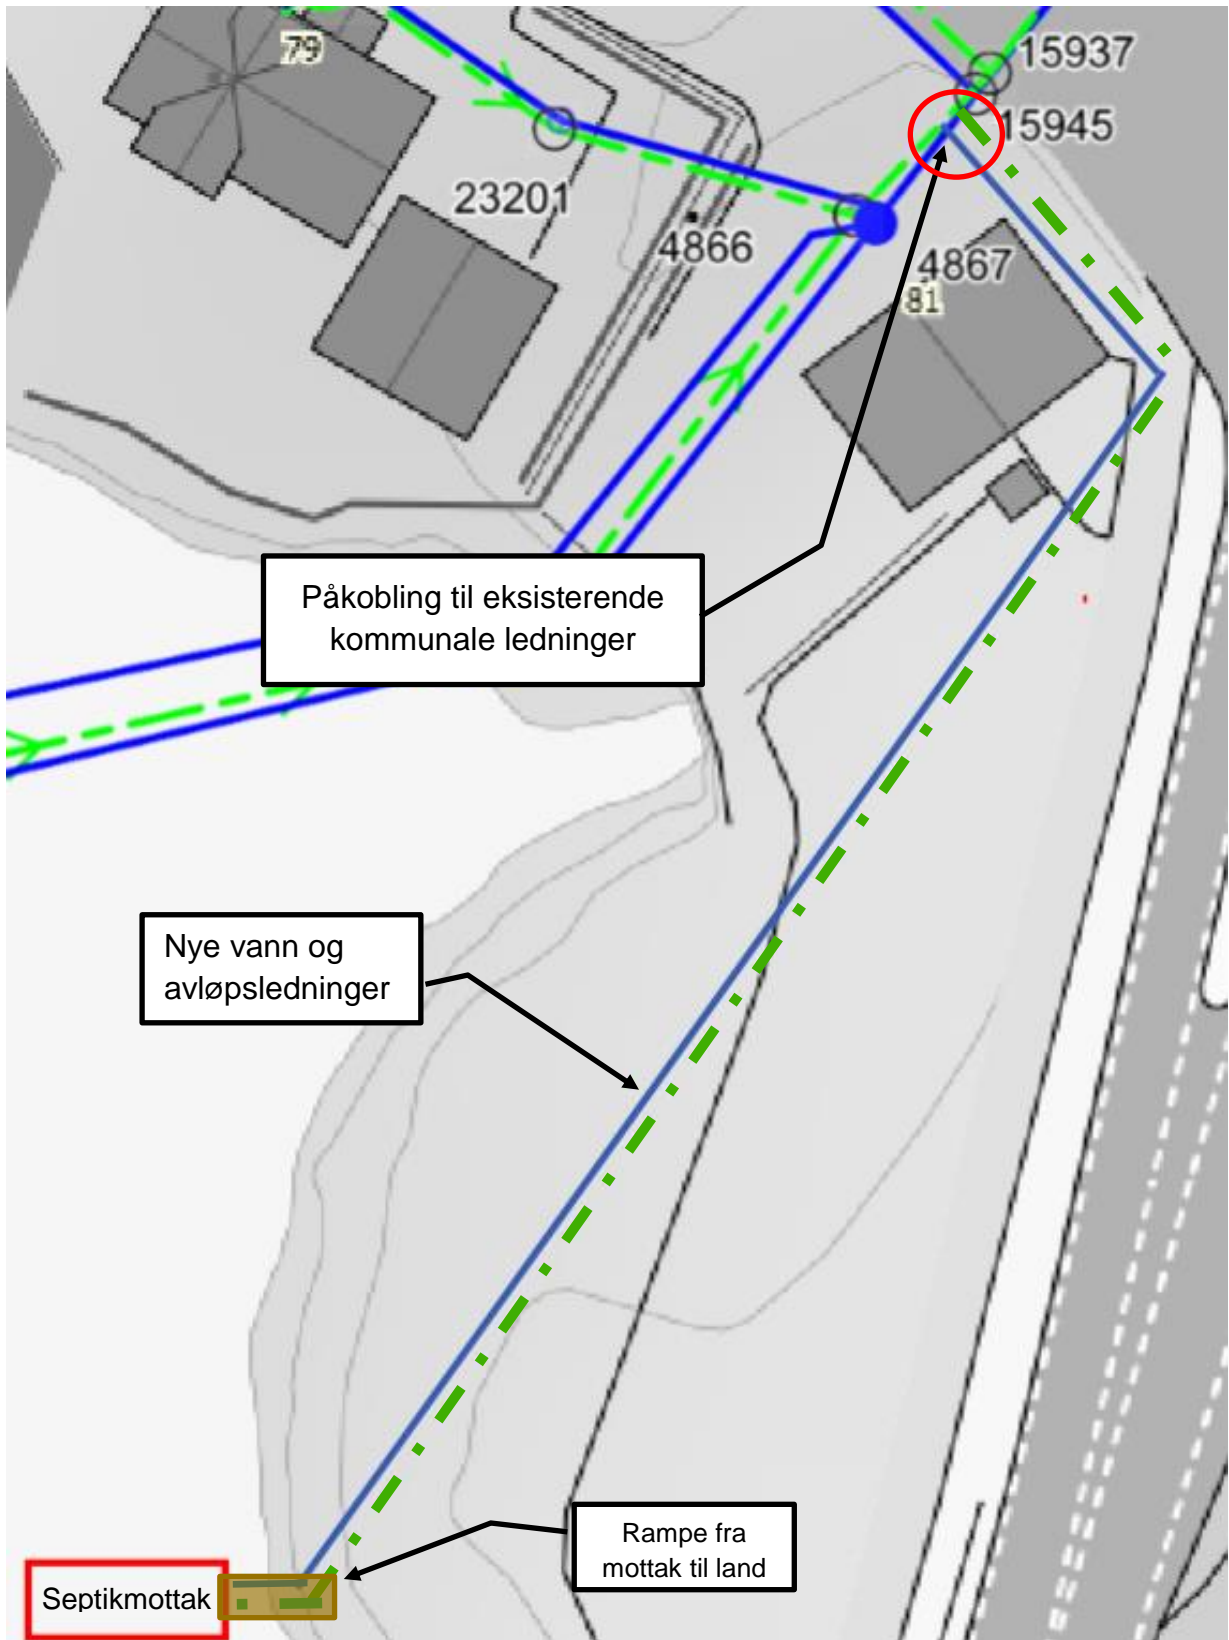 79
15937
15945
23201
4866
4867
81
Påkobling til eksisterende
kommunale ledninger
Nye vann og
avløpsledninger
Rampe fra
mottak til land
Septikmottak